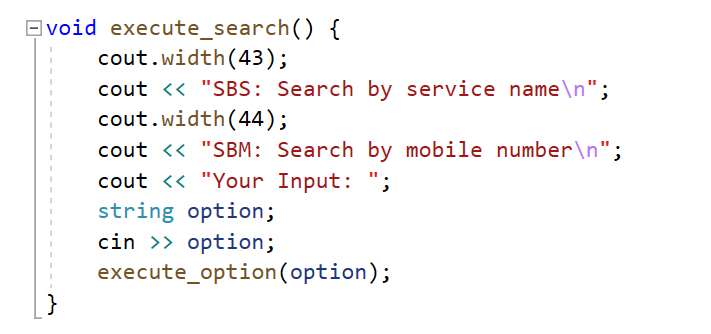 void execute_search() {
    cout.width(43);
    cout << "SBS: Search by service name\n";
    cout.width(44);
    cout << "SBM: Search by mobile number\n";
    cout << "Your Input: ";
    string option;
    cin >> option;
    execute_option(option);
}